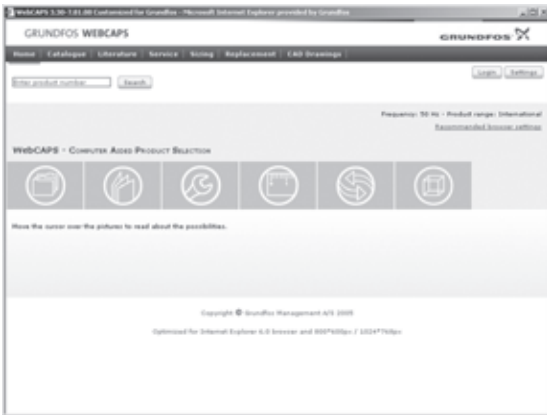 WebCAPS 3.30-7.81.00 Customized for Grundfos - Microsoft Internet Explorer provided by Grundfos
GRUNDFOS WEBCAPS
GRUNDFOS
Home | Catalogue | Literature | Service | Sizing | Replacement | CAD Drawings
Login Settings
Enter product number Search
Frequency: 50 Hz - Product range: International
Recommended browser settings
WebCAPS - Computer Aided Product Selection
Move the cursor over the pictures to read about the possibilities.
Copyright © Grundfos Management A/S 2005
Optimized for Internet Explorer 6.0 browser and 800*600px / 1024*768px